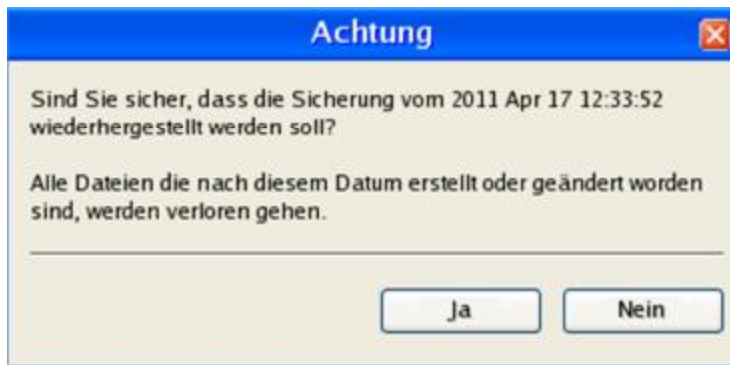 Achtung
Sind Sie sicher, dass die Sicherung vom 2011 Apr 17 12:33:52
wiederhergestellt werden soll?
Alle Dateien die nach diesem Datum erstellt oder geändert worden
sind, werden verloren gehen.
Ja
Nein